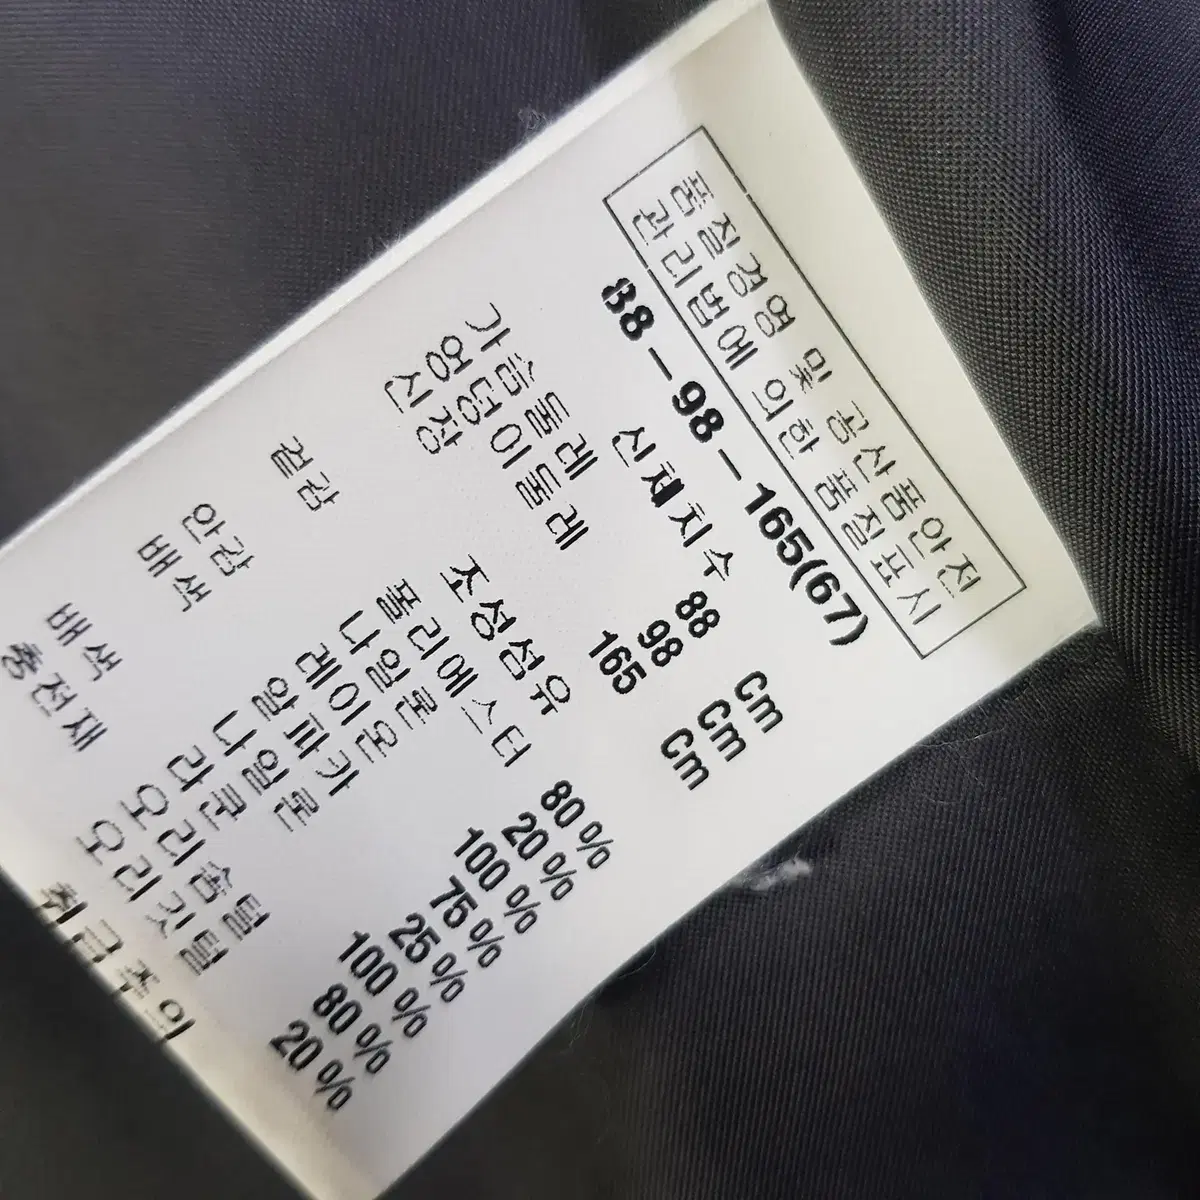 품질경영 및 공산품안전
관리법에 의한 품질표시
88-98-165(67)
신체치수
가슴둘레 88 cm
엉덩이둘레 98 cm
신장 165 cm
조성섬유
겉감 폴리에스터 80%
나일론 20%
안감 레이온 100%
배색 알파카 75%
나일론 25%
배색 라쿤 100%
충전재 오리솜털 80%
오리깃털 20%
취급주의